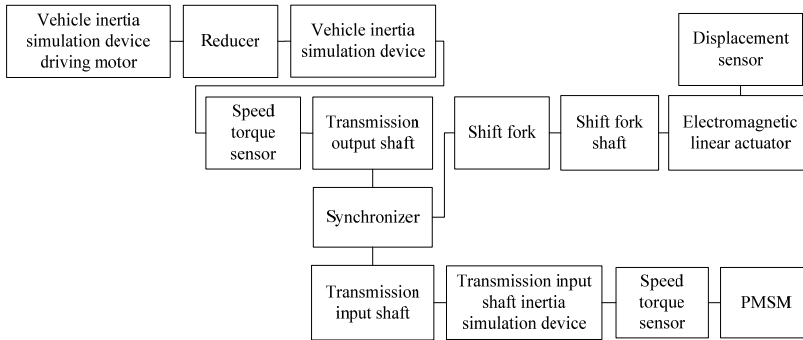 Vehicle inertia
simulation device
driving motor
Reducer
Vehicle inertia
simulation device
Displacement
sensor
Speed
torque
sensor
Transmission
output shaft
Shift fork
Shift fork
shaft
Electromagnetic
linear actuator
Synchronizer
Transmission
input shaft
Transmission input
shaft inertia
simulation device
Speed
torque
sensor
PMSM